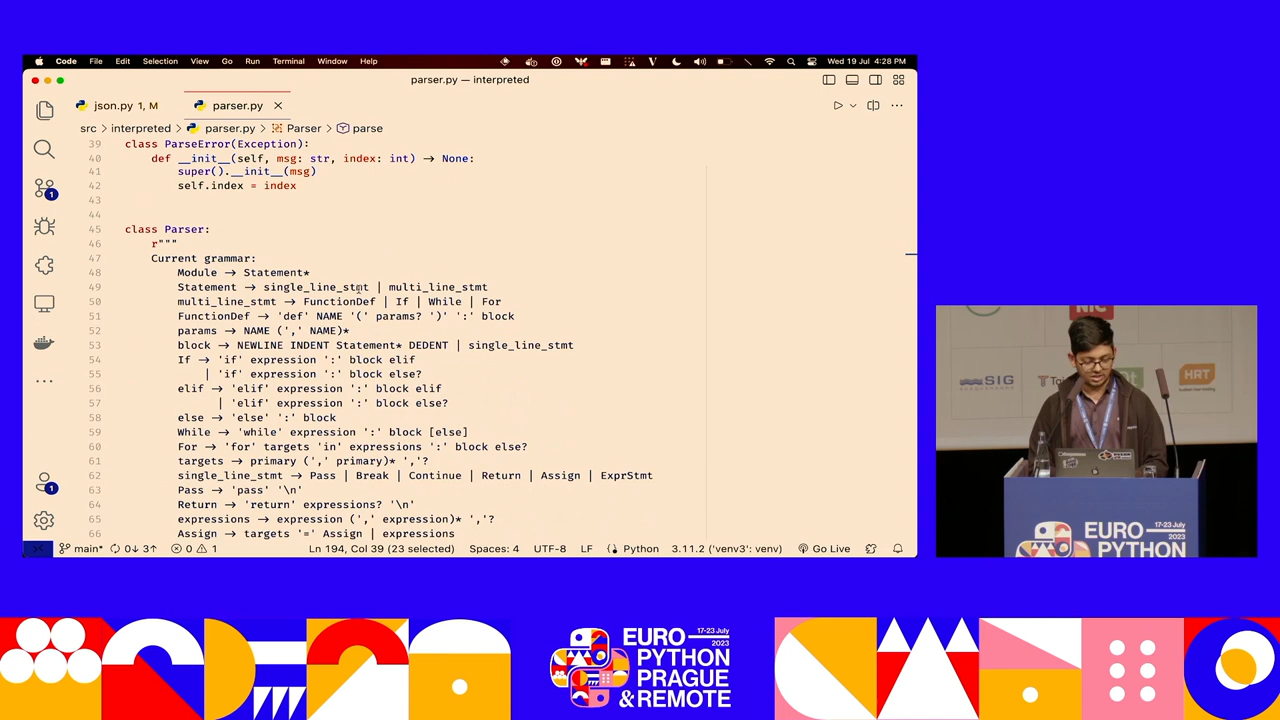 Code File Edit Selection View Go Run Terminal Window Help Wed 19 Jul 4:28 PM
parser.py — interpreted
json.py 1, M parser.py
src > interpreted > parser.py > Parser > parse
39 class ParseError(Exception):
40 def __init__(self, msg: str, index: int) → None:
41 super().__init__(msg)
42 self.index = index
43
44
45 class Parser:
46 r"""
47 Current grammar:
48 Module → Statement*
49 Statement → single_line_stmt | multi_line_stmt
50 multi_line_stmt → FunctionDef | If | While | For
51 FunctionDef → 'def' NAME '(' params? ')' ':' block
52 params → NAME (',' NAME)*
53 block → NEWLINE INDENT Statement* DEDENT | single_line_stmt
54 If → 'if' expression ':' block elif
55 | 'if' expression ':' block else?
56 elif → 'elif' expression ':' block elif
57 | 'elif' expression ':' block else?
58 else → 'else' ':' block
59 While → 'while' expression ':' block [else]
60 For → 'for' targets 'in' expressions ':' block else?
61 targets → primary (',' primary)* ','?
62 single_line_stmt → Pass | Break | Continue | Return | Assign | ExprStmt
63 Pass → 'pass' '\n'
64 Return → 'return' expressions? '\n'
65 expressions → expression (',' expression)* ','?
66 Assign → targets '=' Assign | expressions
1
1
main* 0↓ 3↑ 0 1 Ln 194, Col 39 (23 selected) Spaces: 4 UTF-8 LF Python 3.11.2 ('venv3': venv) Go Live
NIC
SIG
HRT
EURO
PYTHON
17-23 July
2023
EURO
PYTHON
PRAGUE
& REMOTE
17-23 July
2023